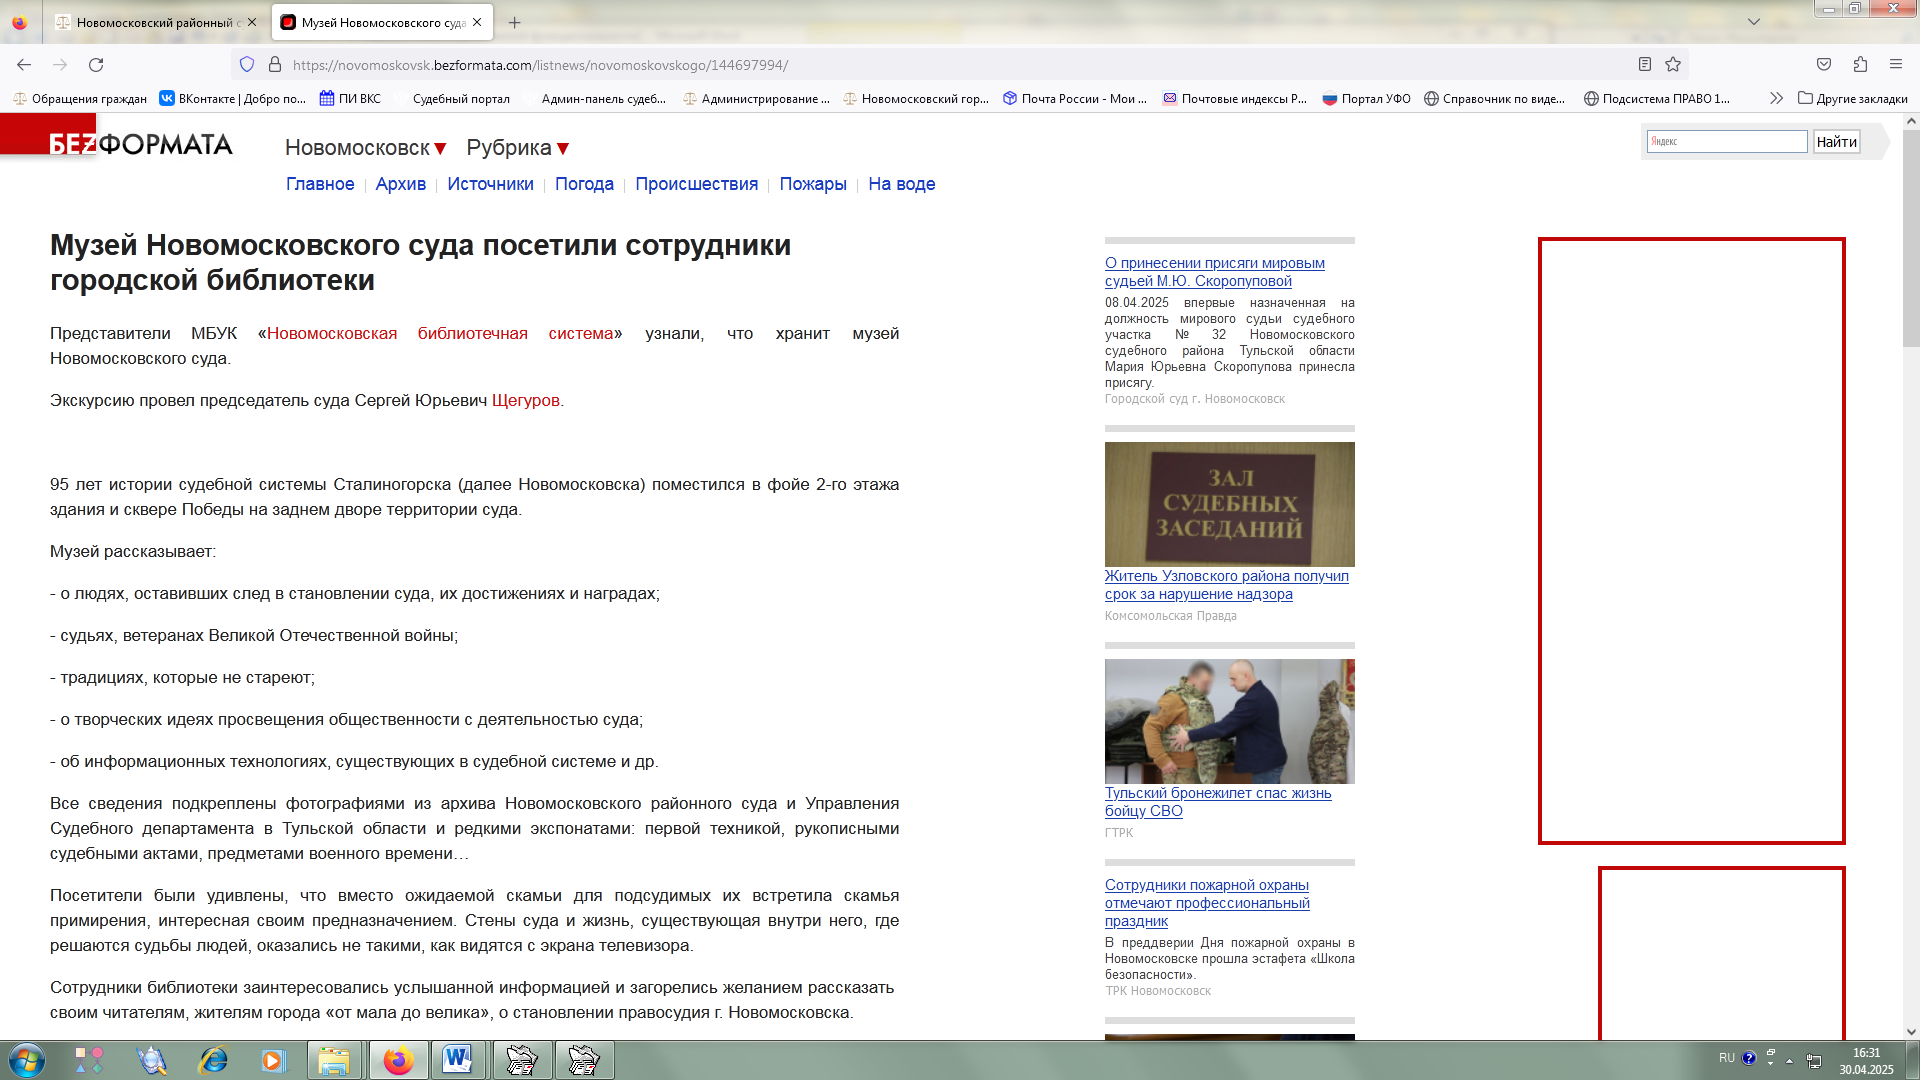 Новомосковский районный с
Музей Новомосковского суда
https://novomoskovsk.bezformata.com/listnews/novomoskovskogo/144697994/
Обращения граждан
ВКонтакте | Добро по...
ПИ ВКС
Судебный портал
Админ-панель судеб...
Администрирование ...
Новомосковский гор...
Почта России - Мои ...
Почтовые индексы Р...
Портал УФО
Справочник по виде...
Подсистема ПРАВО 1...
Другие закладки
БЕZФОРМАТА
Новомосковск▼ Рубрика▼
Яндекс
Найти
Главное | Архив | Источники | Погода | Происшествия | Пожары | На воде
Музей Новомосковского суда посетили сотрудники
городской библиотеки
Представители МБУК «Новомосковская библиотечная система» узнали, что хранит музей
Новомосковского суда.
Экскурсию провел председатель суда Сергей Юрьевич Щегуров.
95 лет истории судебной системы Сталиногорска (далее Новомосковска) поместился в фойе 2-го этажа
здания и сквере Победы на заднем дворе территории суда.
Музей рассказывает:
- о людях, оставивших след в становлении суда, их достижениях и наградах;
- судьях, ветеранах Великой Отечественной войны;
- традициях, которые не стареют;
- о творческих идеях просвещения общественности с деятельностью суда;
- об информационных технологиях, существующих в судебной системе и др.
Все сведения подкреплены фотографиями из архива Новомосковского районного суда и Управления
Судебного департамента в Тульской области и редкими экспонатами: первой техникой, рукописными
судебными актами, предметами военного времени…
Посетители были удивлены, что вместо ожидаемой скамьи для подсудимых их встретила скамья
примирения, интересная своим предназначением. Стены суда и жизнь, существующая внутри него, где
решаются судьбы людей, оказались не такими, как видятся с экрана телевизора.
Сотрудники библиотеки заинтересовались услышанной информацией и загорелись желанием рассказать
своим читателям, жителям города «от мала до велика», о становлении правосудия г. Новомосковска.
О принесении присяги мировым
судьей М.Ю. Скоропуповой
08.04.2025 впервые назначенная на
должность мирового судьи судебного
участка № 32 Новомосковского
судебного района Тульской области
Мария Юрьевна Скоропупова принесла
присягу.
Городской суд г. Новомосковск
ЗАЛ
СУДЕБНЫХ
ЗАСЕДАНИЙ
Житель Узловского района получил
срок за нарушение надзора
Комсомольская Правда
Тульский бронежилет спас жизнь
бойцу СВО
ГТРК
Сотрудники пожарной охраны
отмечают профессиональный
праздник
В преддверии Дня пожарной охраны в
Новомосковске прошла эстафета «Школа
безопасности».
ТРК Новомосковск
RU
16:31
30.04.2025